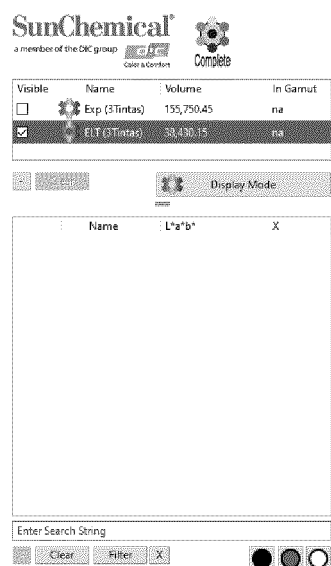 SunChemical®
a member of the DIC group DIC Color & Comfort
Complete
Visible Name Volume In Gamut
Exp (3Tintas) 155,750.45 na
ELT (3Tintas) 38,430.15 na
Display Mode
Name L*a*b* X
Enter Search String
Clear Filter X